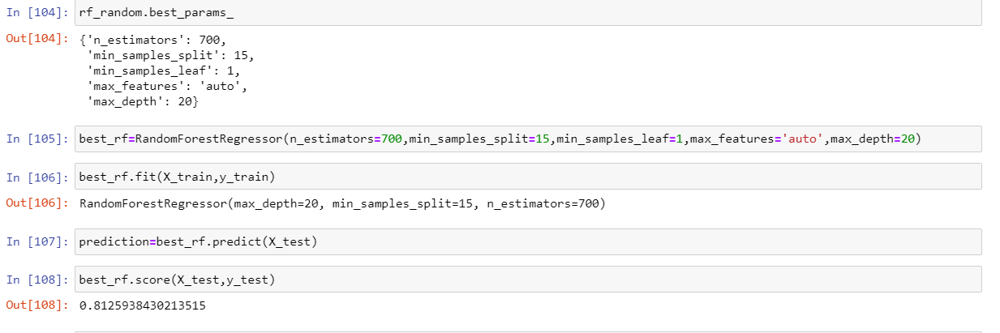 In [104]: rf_random.best_params_
Out[104]: {'n_estimators': 700,
'min_samples_split': 15,
'min_samples_leaf': 1,
'max_features': 'auto',
'max_depth': 20}
In [105]: best_rf=RandomForestRegressor(n_estimators=700,min_samples_split=15,min_samples_leaf=1,max_features='auto',max_depth=20)
In [106]: best_rf.fit(X_train,y_train)
Out[106]: RandomForestRegressor(max_depth=20, min_samples_split=15, n_estimators=700)
In [107]: prediction=best_rf.predict(X_test)
In [108]: best_rf.score(X_test,y_test)
Out[108]: 0.8125938430213515